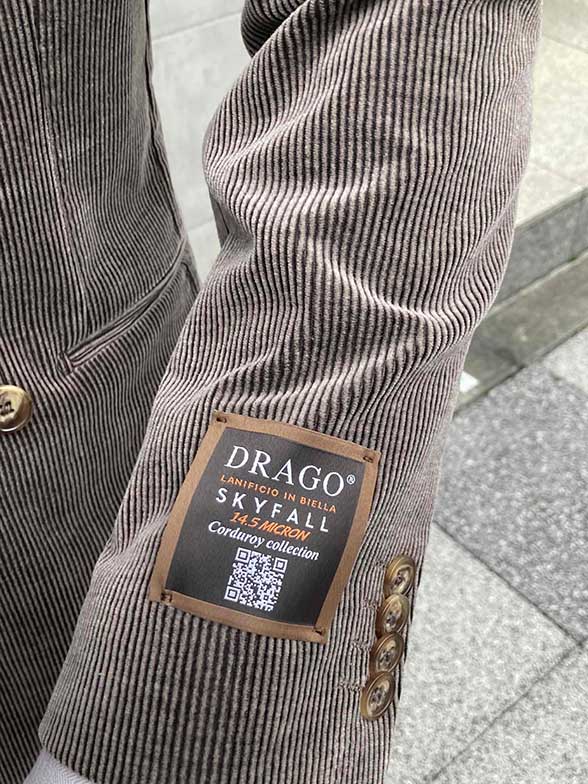 DRAGO®
LANIFICIO IN BIELLA
SKYFALL
14.5 MICRON
Corduroy collection